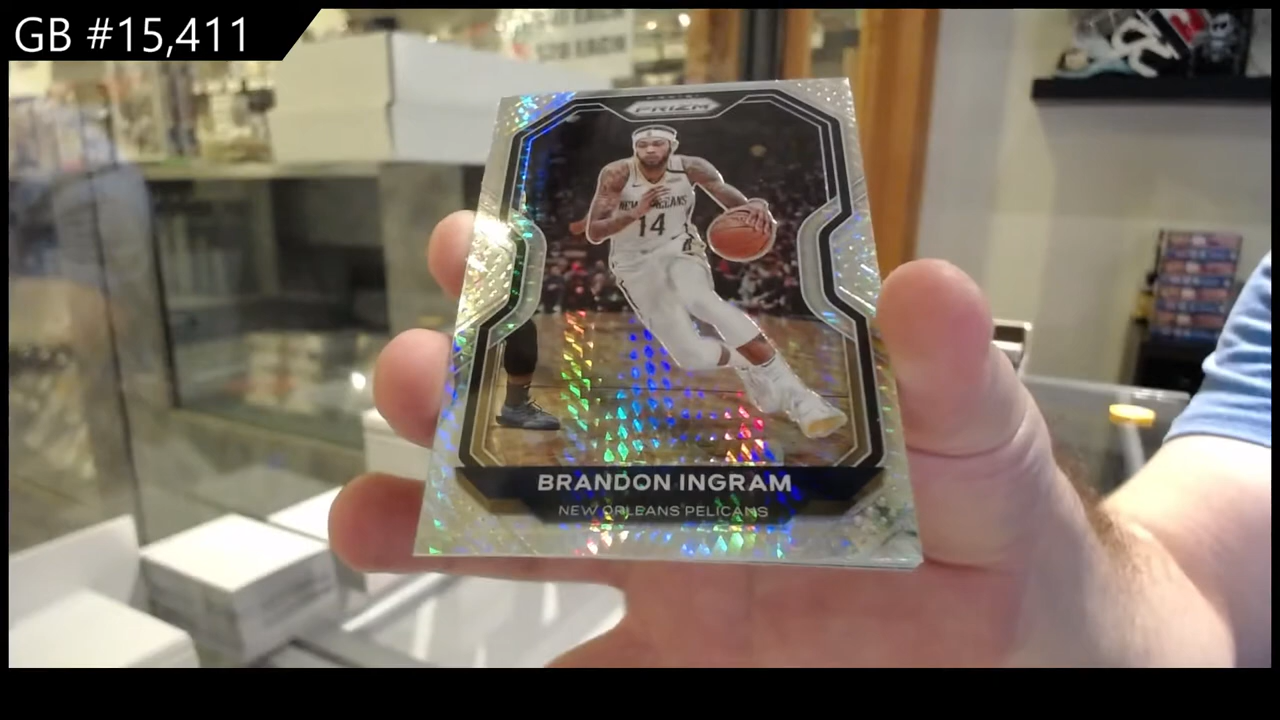 GB #15,411
PRIZM
NEW ORLEANS
14
BRANDON INGRAM
NEW ORLEANS PELICANS